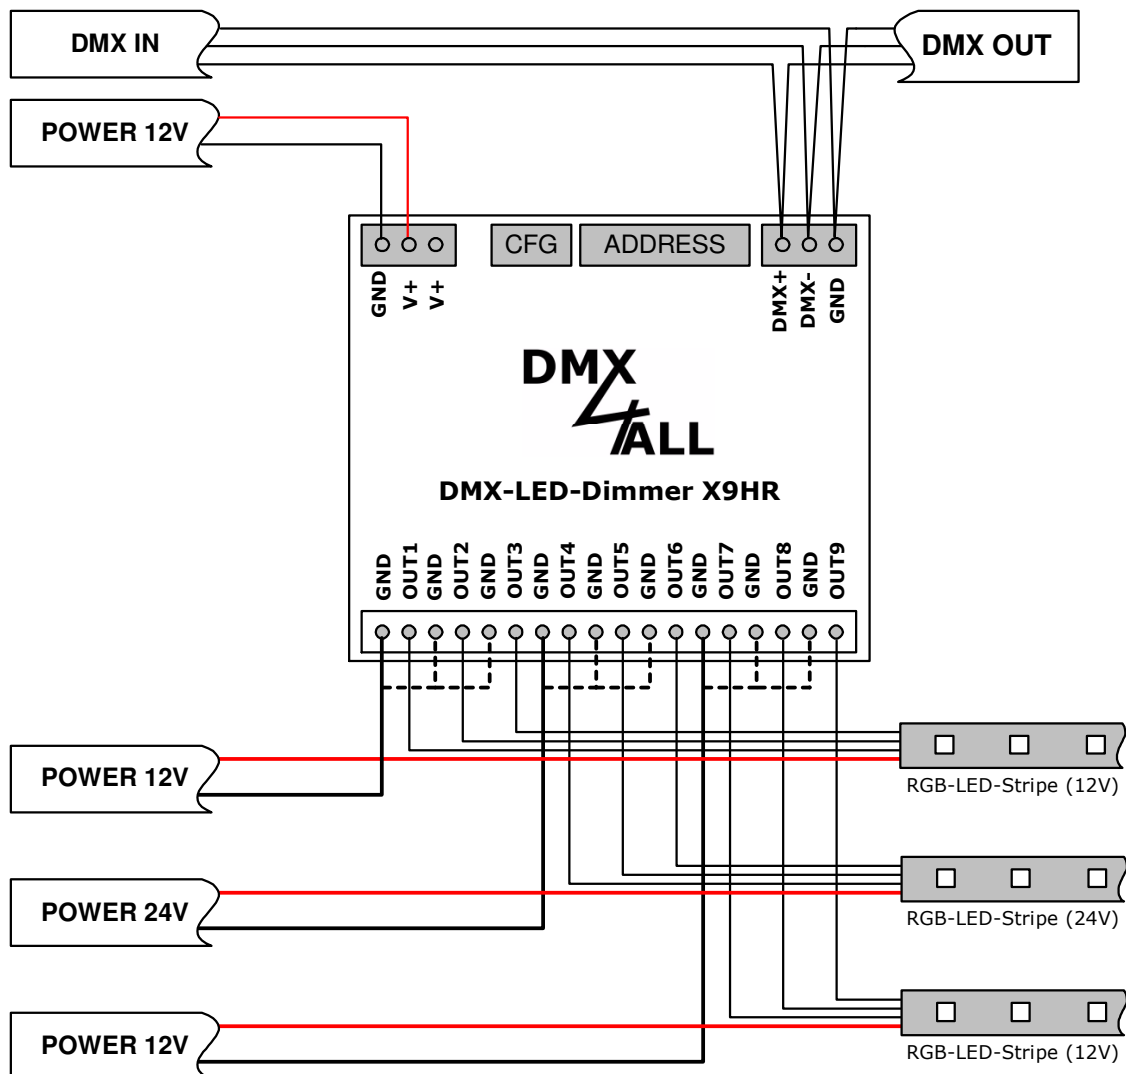 DMX IN
DMX OUT
POWER 12V
CFG
ADDRESS
GND
V+
V+
DMX+
DMX-
GND
DMX
4
ALL
DMX-LED-Dimmer X9HR
GND
OUT1
GND
OUT2
GND
OUT3
GND
OUT4
GND
OUT5
GND
OUT6
GND
OUT7
GND
OUT8
GND
OUT9
POWER 12V
RGB-LED-Stripe (12V)
POWER 24V
RGB-LED-Stripe (24V)
POWER 12V
RGB-LED-Stripe (12V)